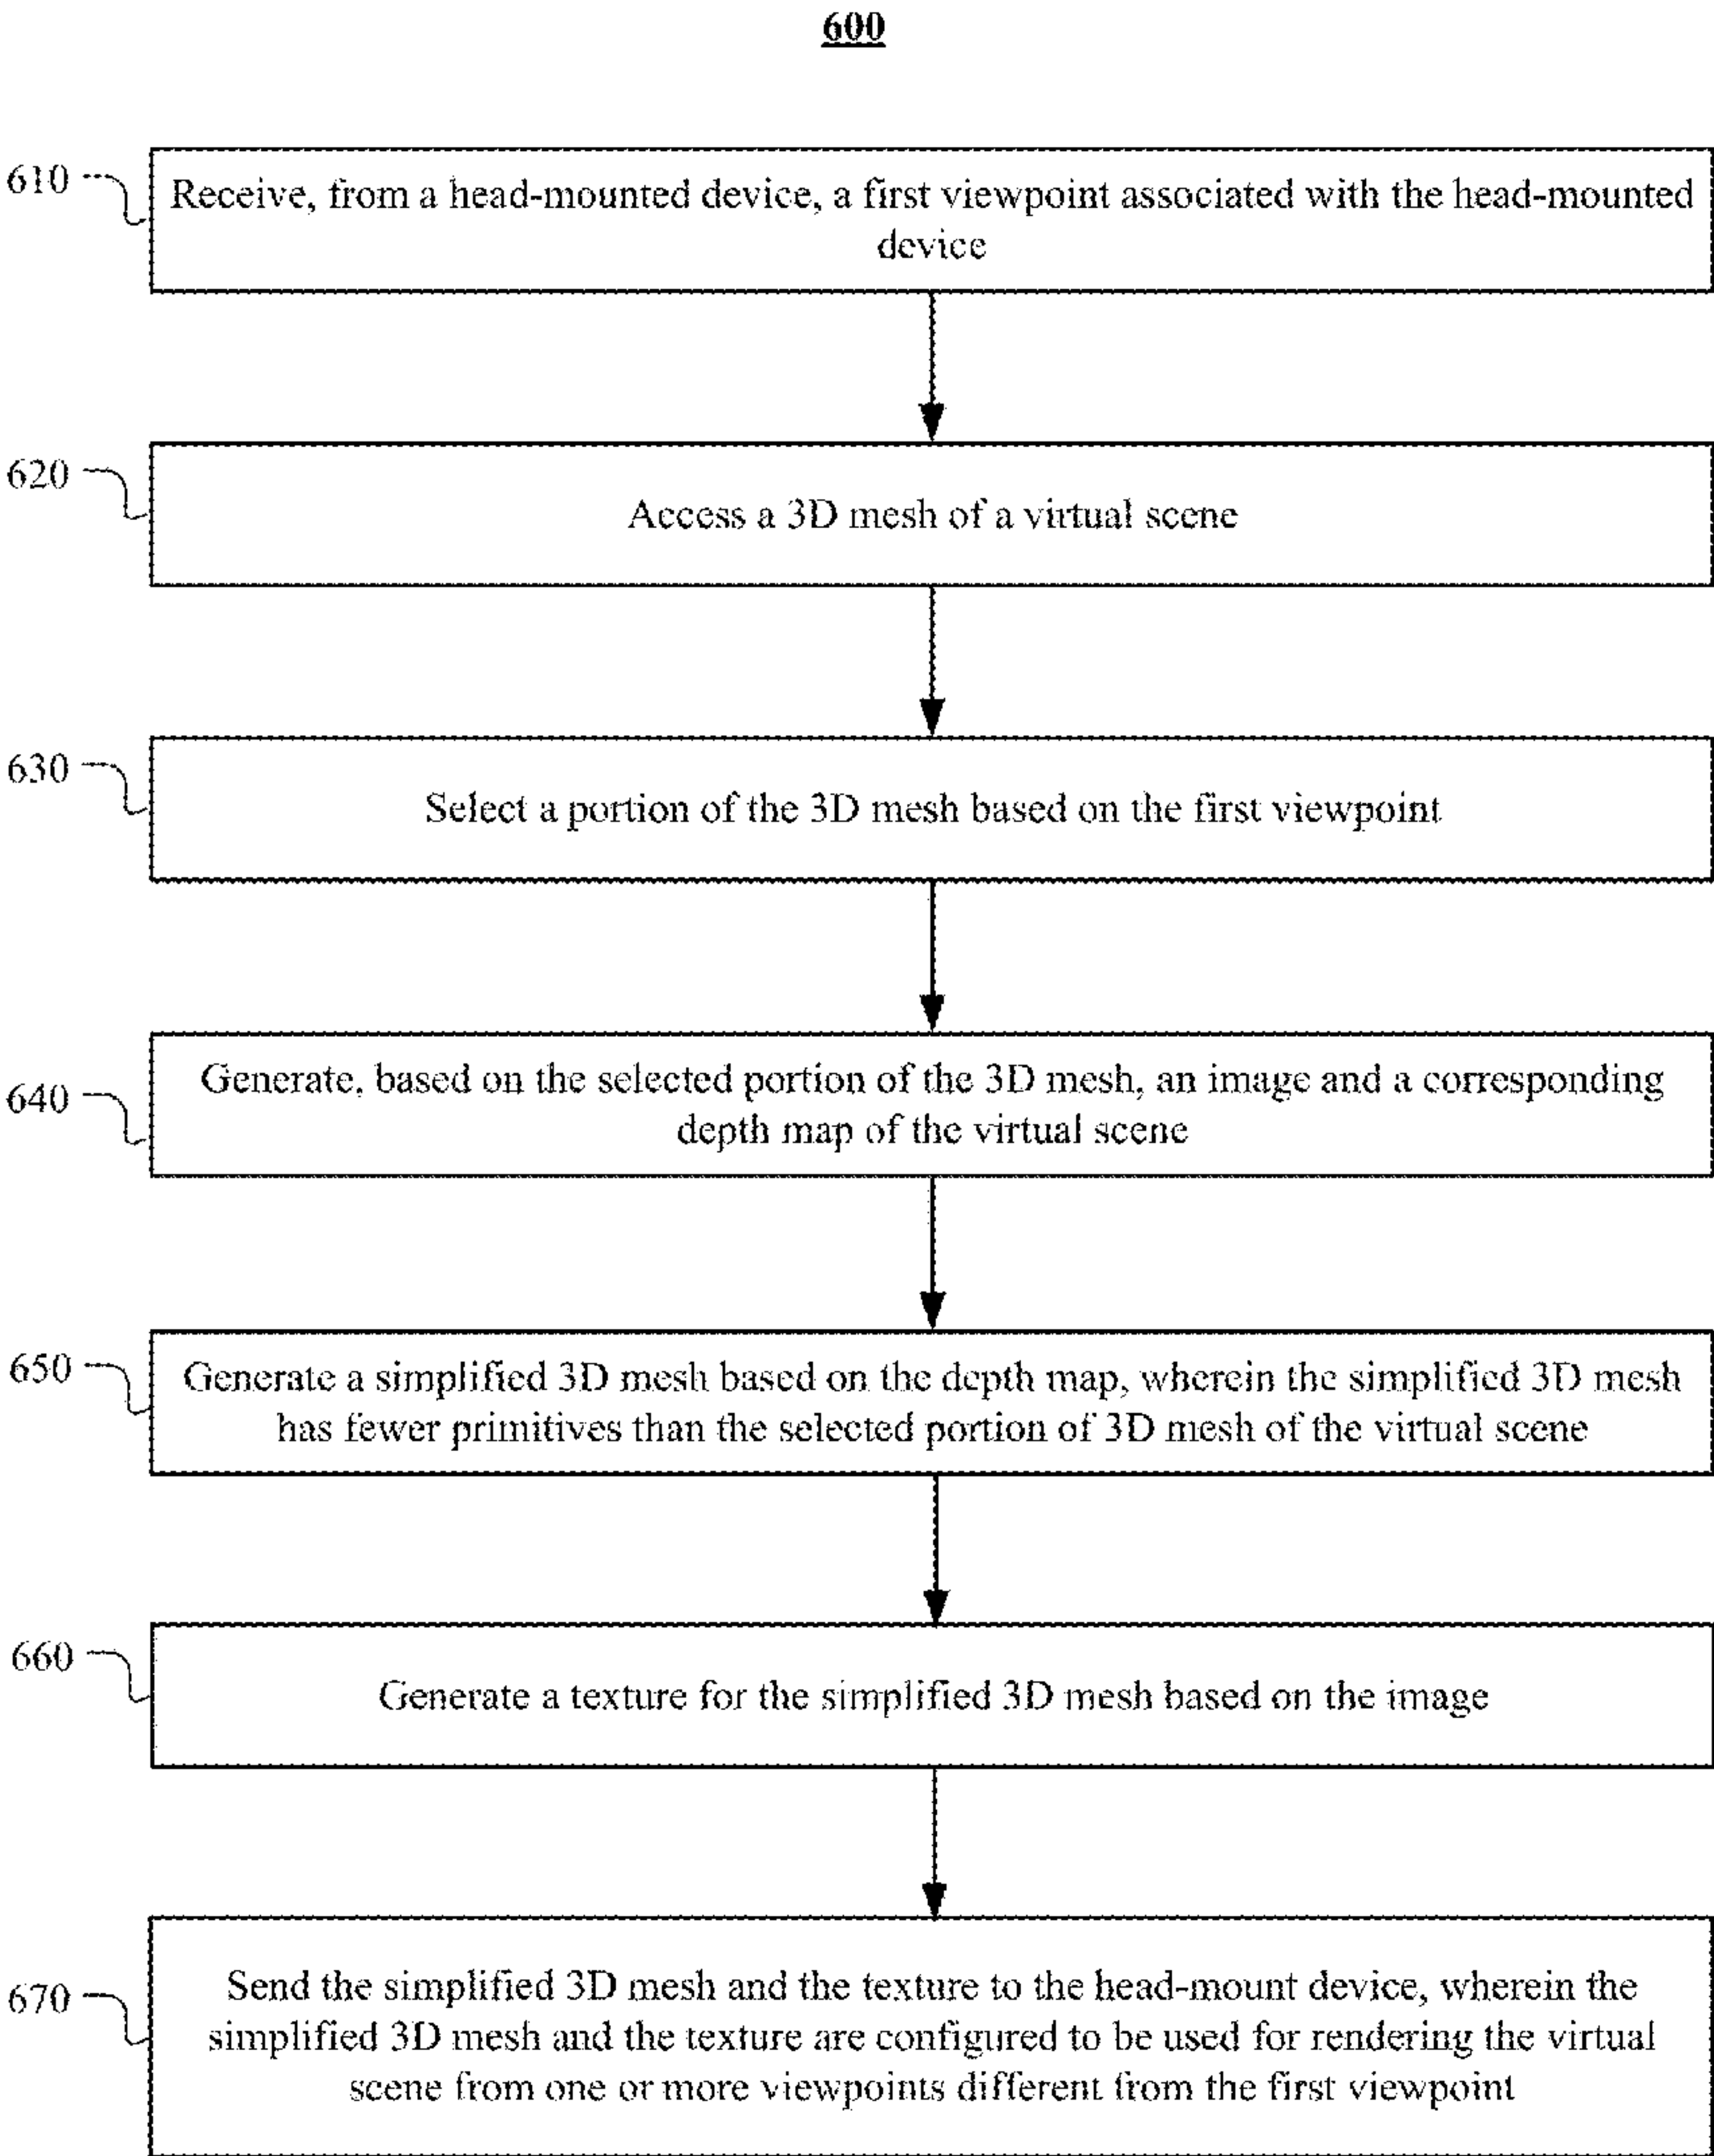 600
610
Receive, from a head-mounted device, a first viewpoint associated with the head-mounted
device
620
Access a 3D mesh of a virtual scene
630
Select a portion of the 3D mesh based on the first viewpoint
640
Generate, based on the selected portion of the 3D mesh, an image and a corresponding
depth map of the virtual scene
650
Generate a simplified 3D mesh based on the depth map, wherein the simplified 3D mesh
has fewer primitives than the selected portion of 3D mesh of the virtual scene
660
Generate a texture for the simplified 3D mesh based on the image
670
Send the simplified 3D mesh and the texture to the head-mount device, wherein the
simplified 3D mesh and the texture are configured to be used for rendering the virtual
scene from one or more viewpoints different from the first viewpoint